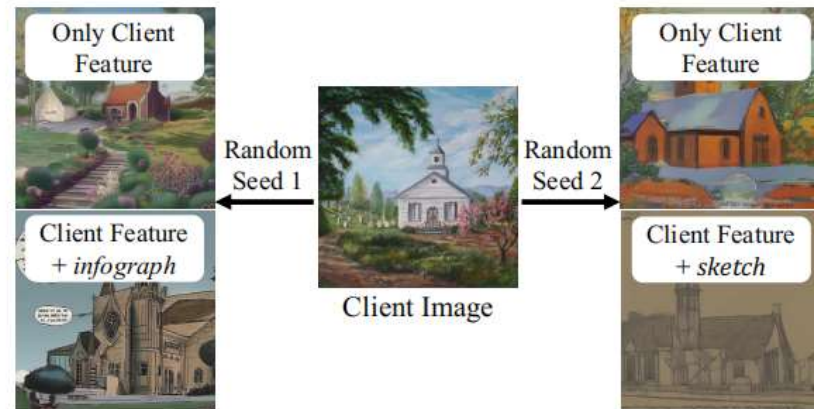 Only Client
Feature
Client Feature
+ infograph
Random
Seed 1
Client Image
Random
Seed 2
Only Client
Feature
Client Feature
+ sketch